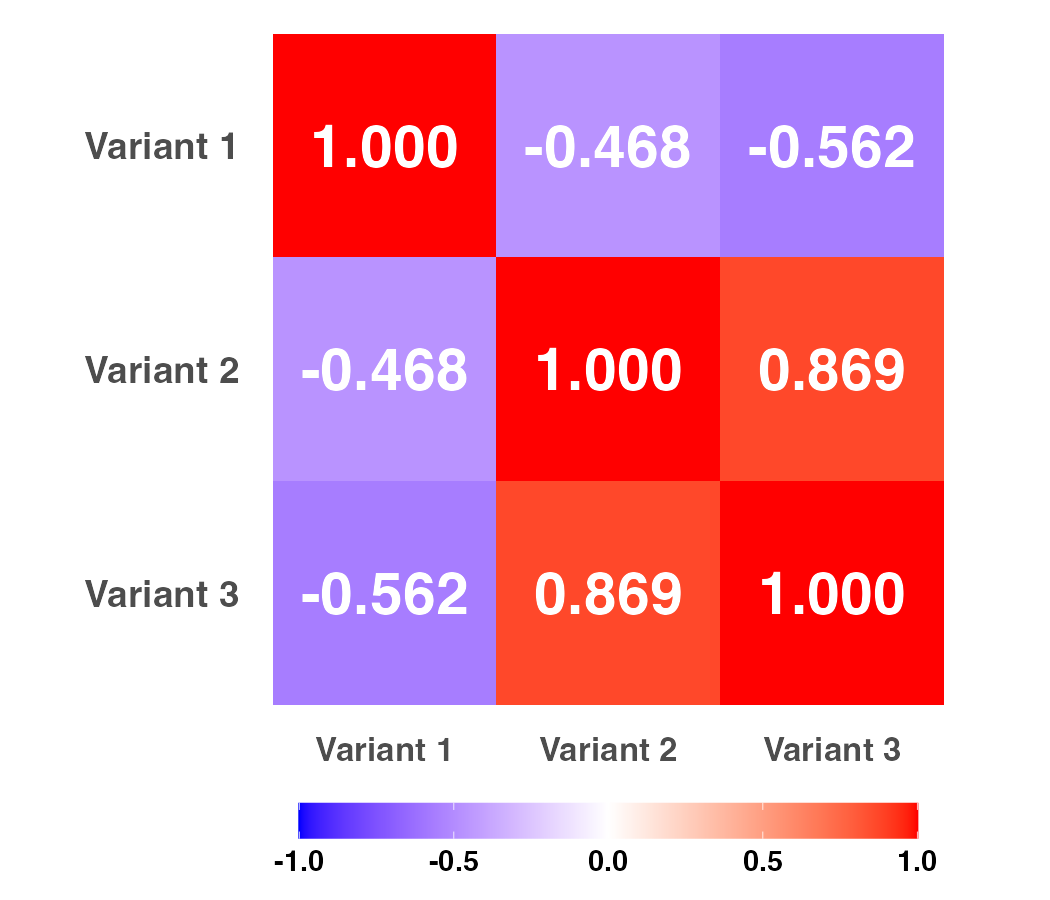 Variant 1 1.000 -0.468 -0.562
Variant 2 -0.468 1.000 0.869
Variant 3 -0.562 0.869 1.000
Variant 1 Variant 2 Variant 3
-1.0 -0.5 0.0 0.5 1.0